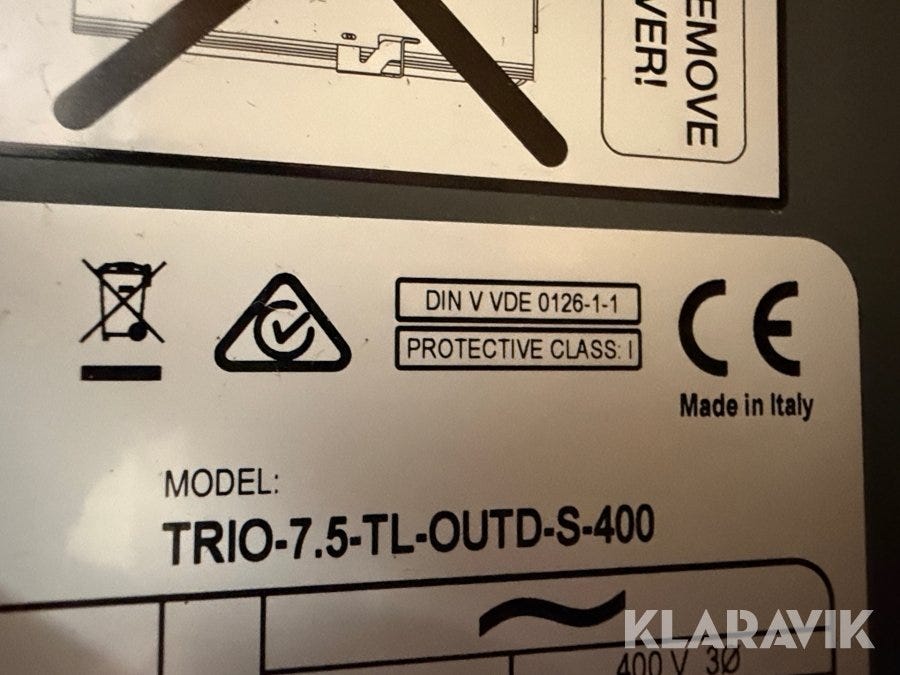 EMOVE
VER!
DIN V VDE 0126-1-1
PROTECTIVE CLASS: I
CE
Made in Italy
MODEL:
TRIO-7.5-TL-OUTD-S-400
400 V 3Ø
KLARAVIK